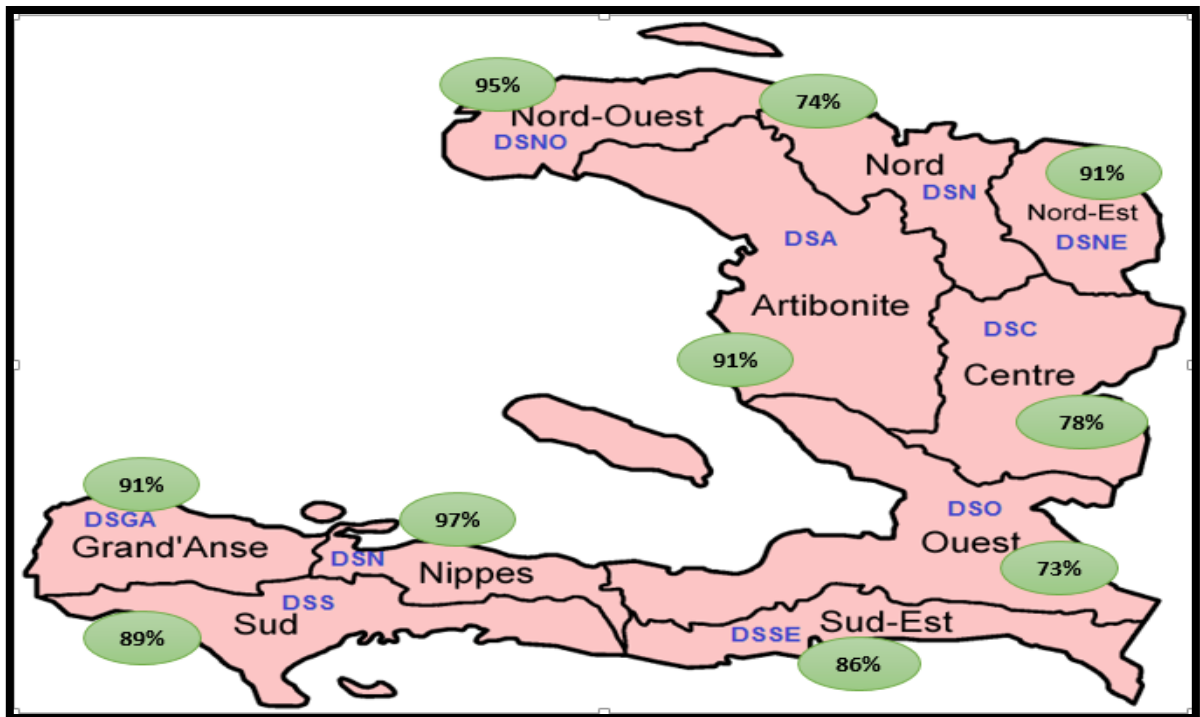 95%
Nord-Ouest
DSNO
74%
Nord
DSN
91%
Nord-Est
DSNE
DSA
Artibonite
91%
DSC
Centre
78%
91%
DSGA
Grand'Anse
97%
DSN
Nippes
DSO
Ouest
73%
DSS
Sud
89%
DSSE
Sud-Est
86%